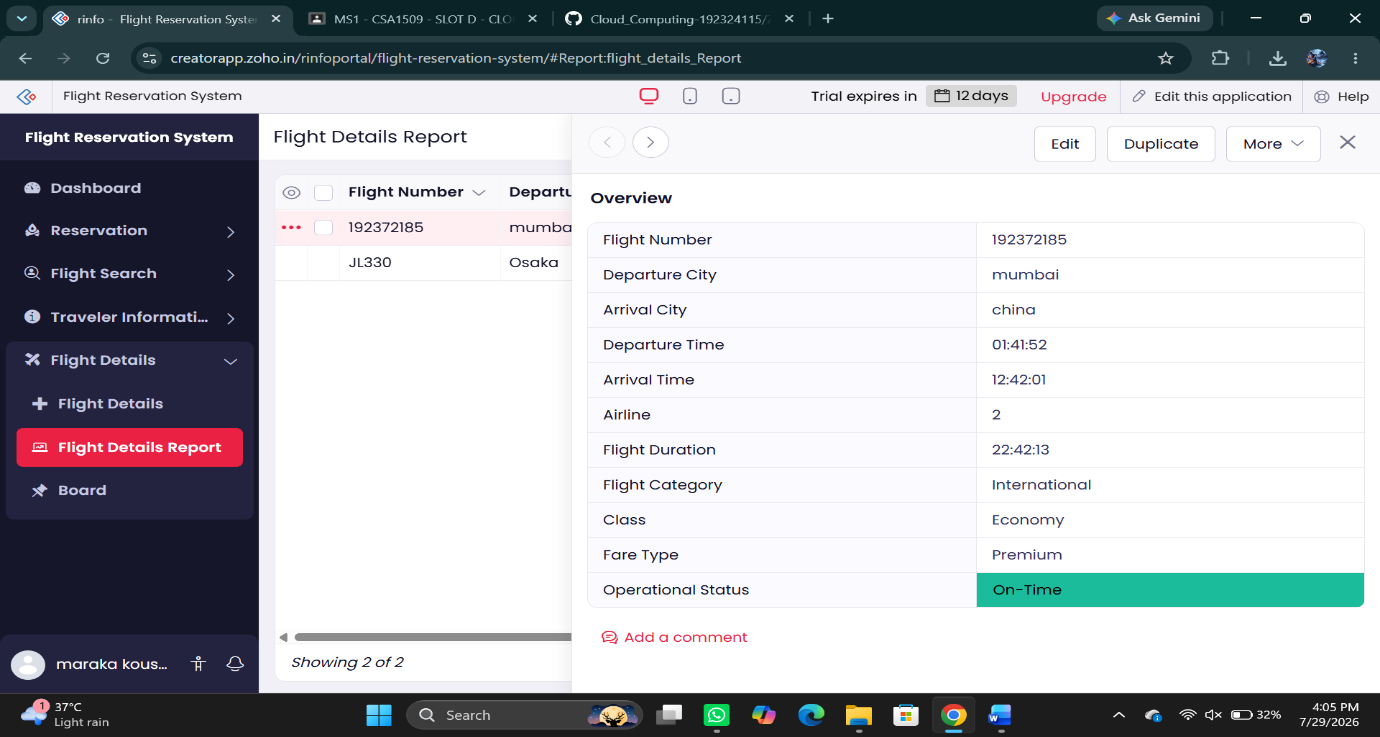 rinfo - Flight Reservation Syste
MS1 - CSA1509 - SLOT D - CLO
Cloud_Computing-192324115/
Ask Gemini
creatorapp.zoho.in/rinfoportal/flight-reservation-system/#Report:flight_details_Report
Flight Reservation System
Trial expires in 12 days
Upgrade
Edit this application
Help
Flight Reservation System
Dashboard
Reservation
Flight Search
Traveler Informati...
Flight Details
Flight Details
Flight Details Report
Board
maraka kous...
Flight Details Report
Flight Number Departu
192372185 mumba
JL330 Osaka
Showing 2 of 2
Edit
Duplicate
More
Overview
Flight Number 192372185
Departure City mumbai
Arrival City china
Departure Time 01:41:52
Arrival Time 12:42:01
Airline 2
Flight Duration 22:42:13
Flight Category International
Class Economy
Fare Type Premium
Operational Status On-Time
Add a comment
1
37°C
Light rain
Search
32%
4:05 PM
7/29/2026